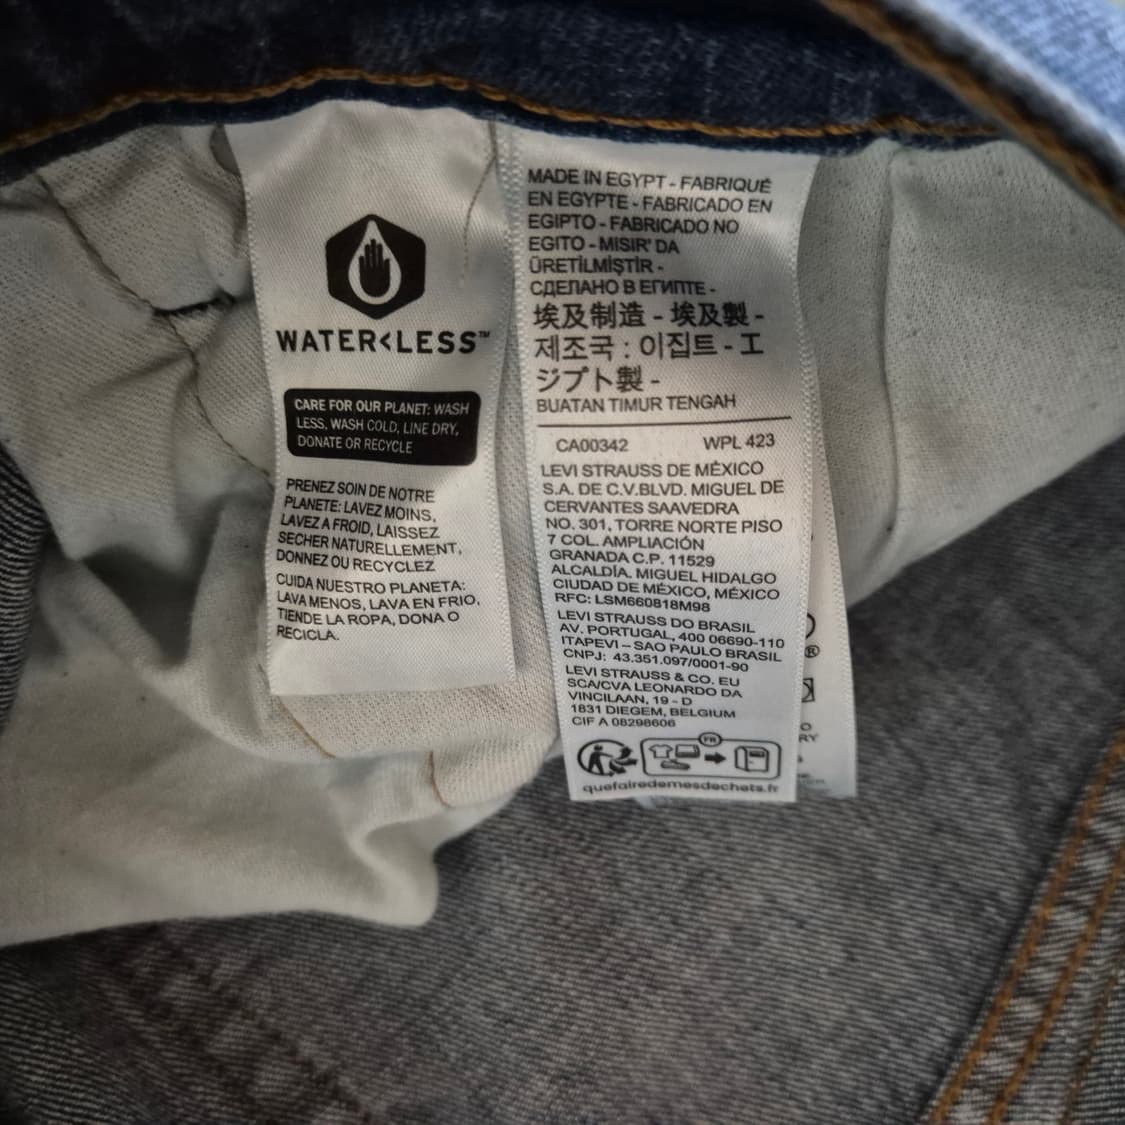 WATER<LESS™
CARE FOR OUR PLANET: WASH
LESS, WASH COLD, LINE DRY,
DONATE OR RECYCLE
PRENEZ SOIN DE NOTRE
PLANETE: LAVEZ MOINS,
LAVEZ A FROID, LAISSEZ
SECHER NATURELLEMENT,
DONNEZ OU RECYCLEZ
CUIDA NUESTRO PLANETA:
LAVA MENOS, LAVA EN FRIO,
TIENDE LA ROPA, DONA O
RECICLA.
MADE IN EGYPT - FABRIQUÉ
EN EGYPTE - FABRICADO EN
EGIPTO - FABRICADO NO
EGITO - MISIR' DA
ÜRETİLMİŞTİR -
СДЕЛАНО В ЕГИПТЕ -
埃及制造 - 埃及製 -
제조국 : 이집트 - エ
ジプト製 -
BUATAN TIMUR TENGAH
CA00342 WPL 423
LEVI STRAUSS DE MÉXICO
S.A. DE C.V.BLVD. MIGUEL DE
CERVANTES SAAVEDRA
NO. 301, TORRE NORTE PISO
7 COL. AMPLIACIÓN
GRANADA C.P. 11529
ALCALDÍA. MIGUEL HIDALGO
CIUDAD DE MÉXICO, MÉXICO
RFC: LSM660818M98
LEVI STRAUSS DO BRASIL
AV. PORTUGAL, 400 06690-110
ITAPEVI – SAO PAULO BRASIL
CNPJ: 43.351.097/0001-90
LEVI STRAUSS & CO. EU
SCA/CVA LEONARDO DA
VINCILAAN, 19 - D
1831 DIEGEM, BELGIUM
CIF A 08298606
FR
quefairedemesdechets.fr